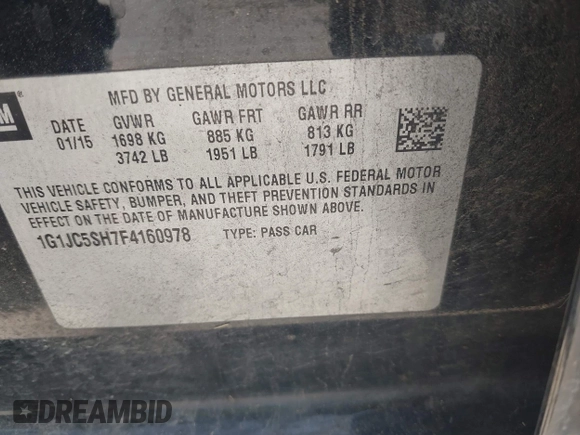 GM®
MFD BY GENERAL MOTORS LLC
DATE GVWR GAWR FRT GAWR RR
01/15 1698 KG 885 KG 813 KG
3742 LB 1951 LB 1791 LB
THIS VEHICLE CONFORMS TO ALL APPLICABLE U.S. FEDERAL MOTOR
VEHICLE SAFETY, BUMPER, AND THEFT PREVENTION STANDARDS IN
EFFECT ON THE DATE OF MANUFACTURE SHOWN ABOVE.
1G1JC5SH7F4160978 TYPE: PASS CAR
DREAMBID